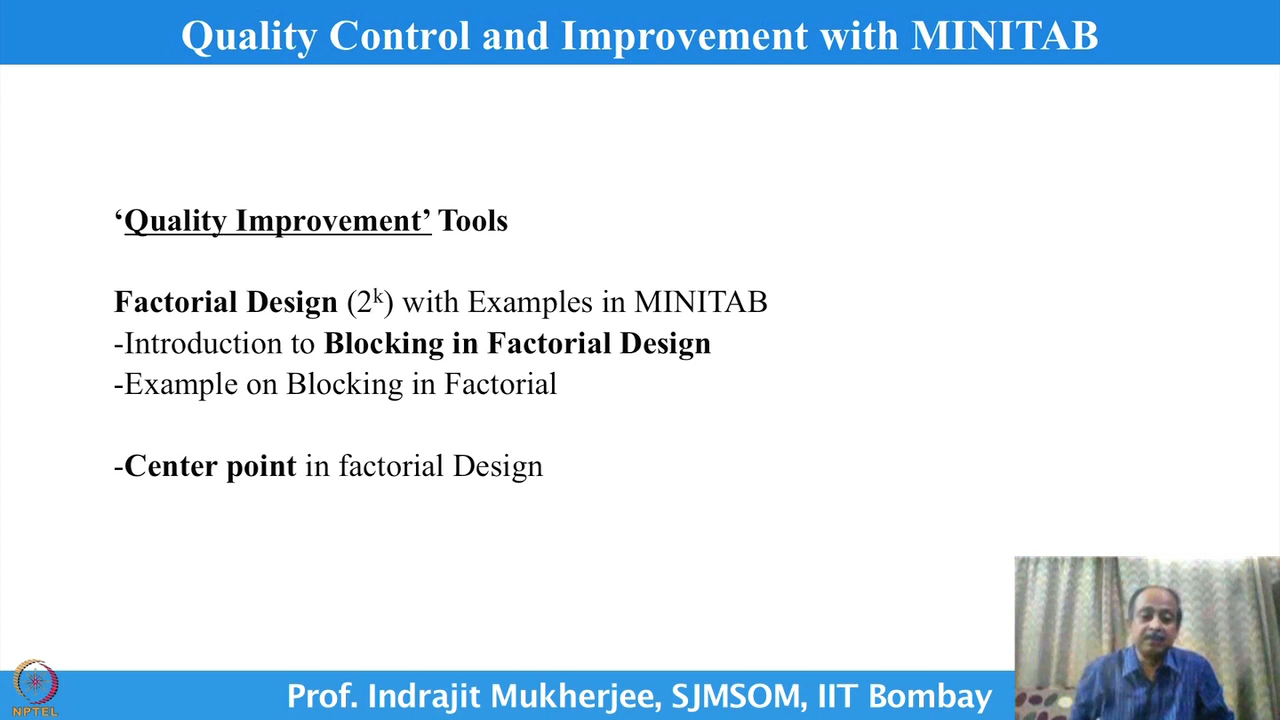 Quality Control and Improvement with MINITAB
‘Quality Improvement’ Tools
Factorial Design (2ᵏ) with Examples in MINITAB
-Introduction to Blocking in Factorial Design
-Example on Blocking in Factorial
-Center point in factorial Design
Prof. Indrajit Mukherjee, SJMSOM, IIT Bombay
NPTEL